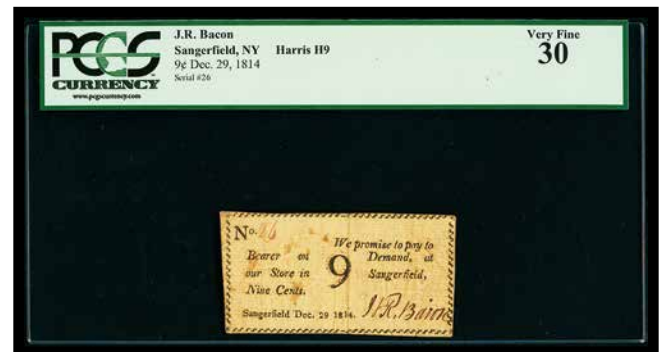 PCGS
CURRENCY
www.pcgscurrency.com
J.R. Bacon
Sangerfield, NY Harris H9
9¢ Dec. 29, 1814
Serial #26
Very Fine
30
No. 26
We promise to pay to
Bearer on Demand, at
our Store in 9 Sangerfield,
Nine Cents.
Sangerfield Dec. 29 1814. J.R. Bacon